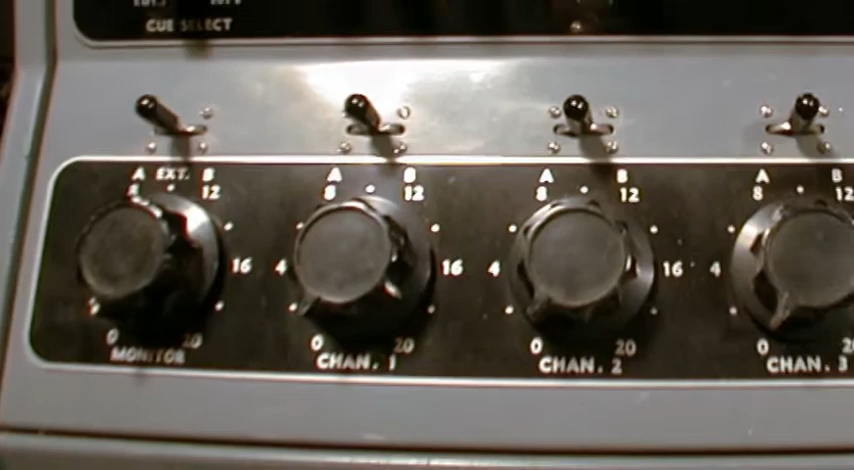 CUE SELECT
A EXT. B
8 12
16
0 20
MONITOR
A B
8 12
4 16
0 20
CHAN. 1
A B
8 12
4 16
0 20
CHAN. 2
A B
8 12
4
0
CHAN. 3